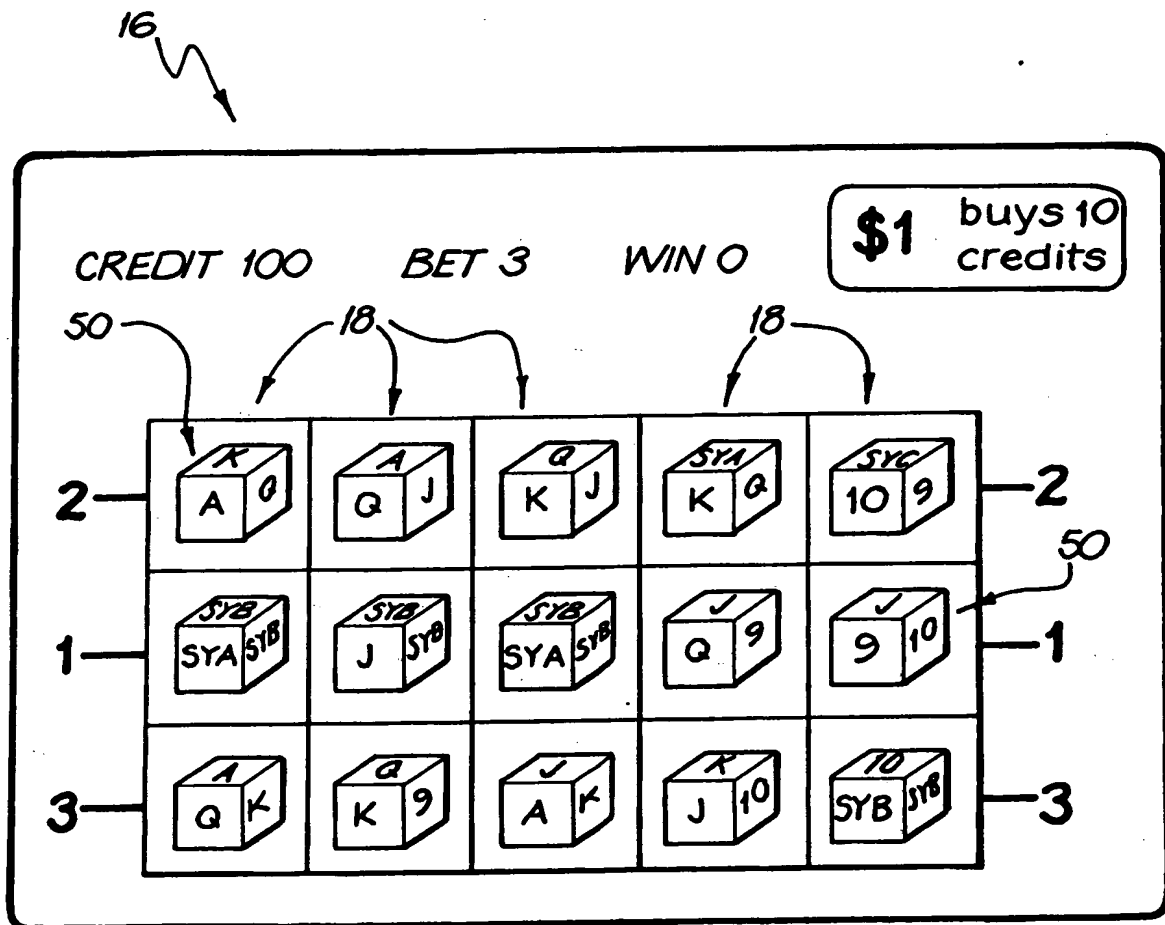 16
$1 buys 10
credits
CREDIT 100 BET 3 WIN 0
50 18 18
K A Q SYA SYC
2 A Q Q J K J K Q 10 9 2
50
SYB SYB SYB J J
1 SYA SYB J SYB SYA SYB Q 9 9 10 1
A Q J K 10
3 Q K K 9 A K J 10 SYB SYB 3